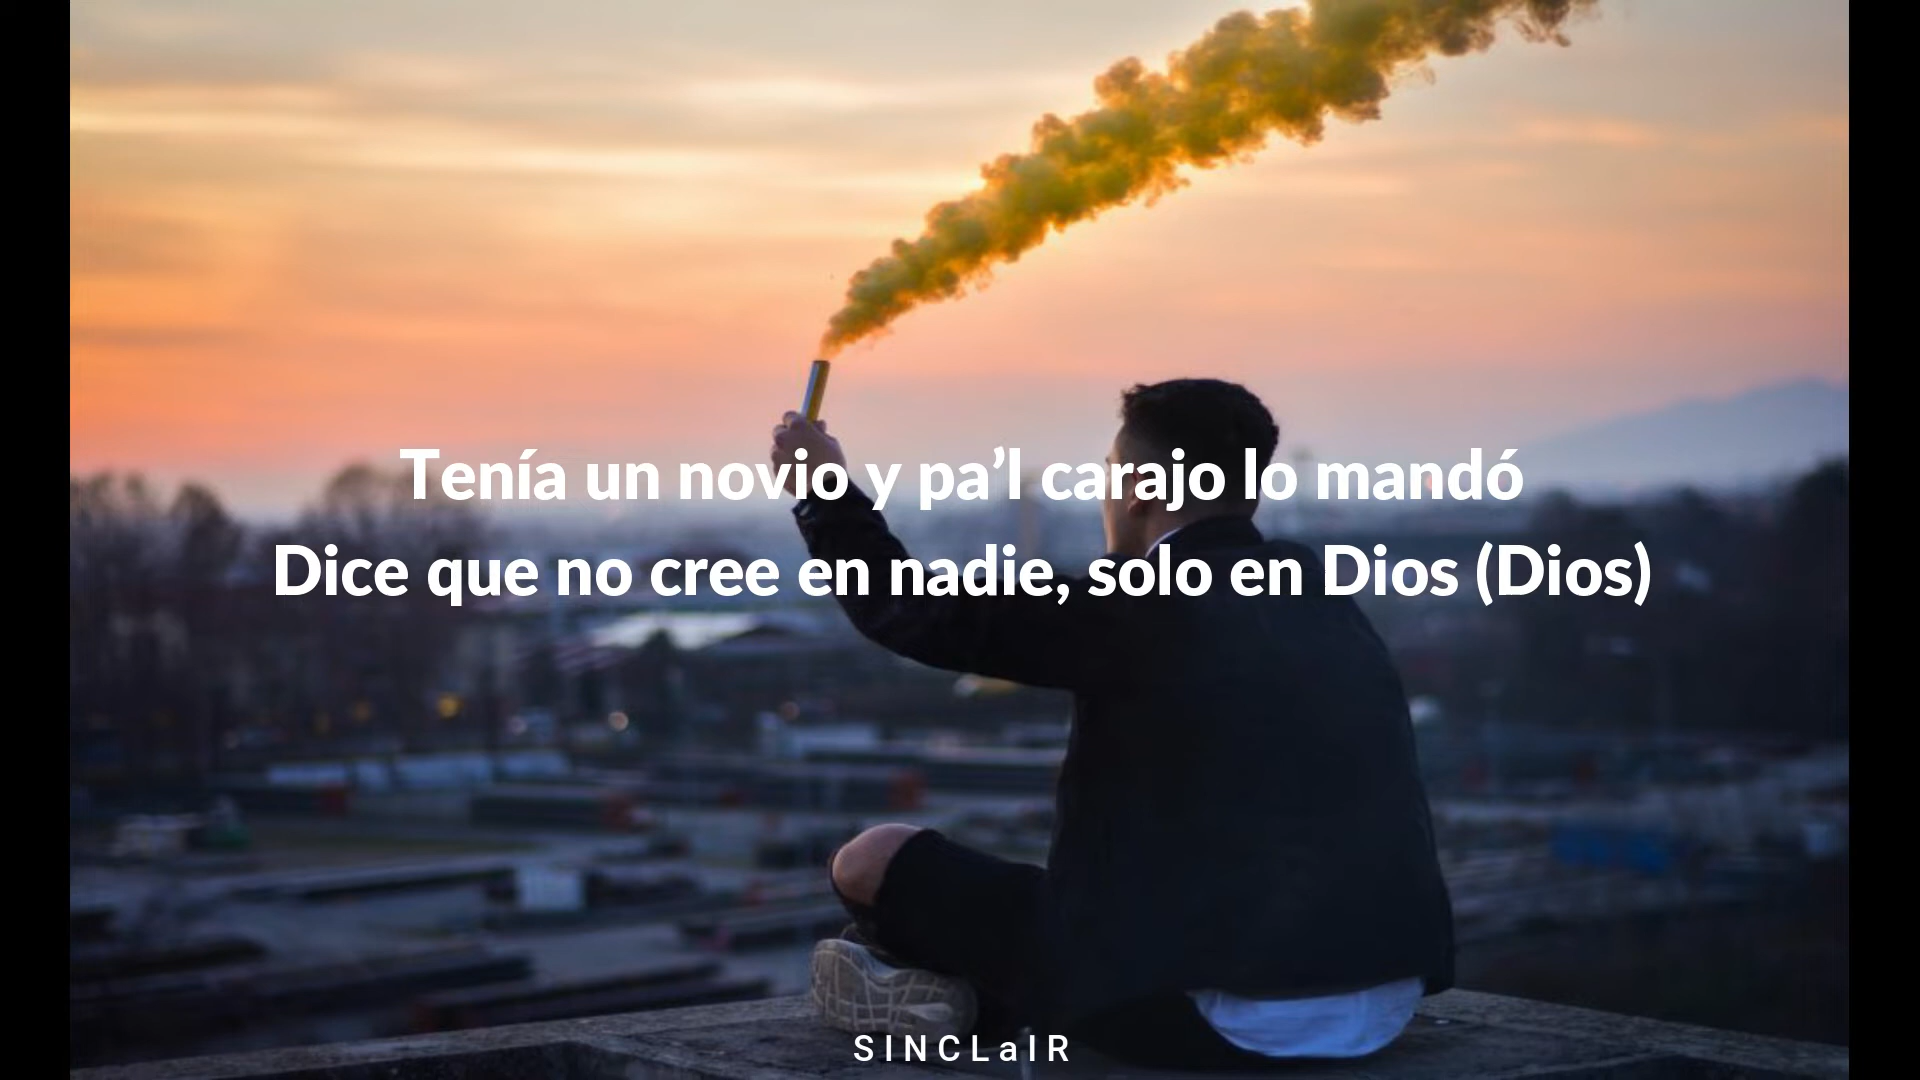 Tenía un novio y pa’l carajo lo mandó
Dice que no cree en nadie, solo en Dios (Dios)
SINCLaIR